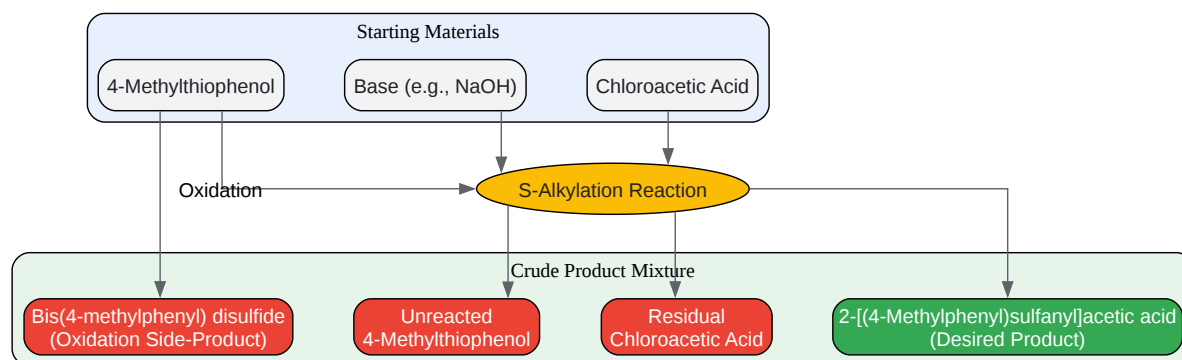 Starting Materials
4-Methylthiophenol
Base (e.g., NaOH)
Chloroacetic Acid
Oxidation
S-Alkylation Reaction
Crude Product Mixture
Bis(4-methylphenyl) disulfide
(Oxidation Side-Product)
Unreacted
4-Methylthiophenol
Residual
Chloroacetic Acid
2-[(4-Methylphenyl)sulfanyl]acetic acid
(Desired Product)